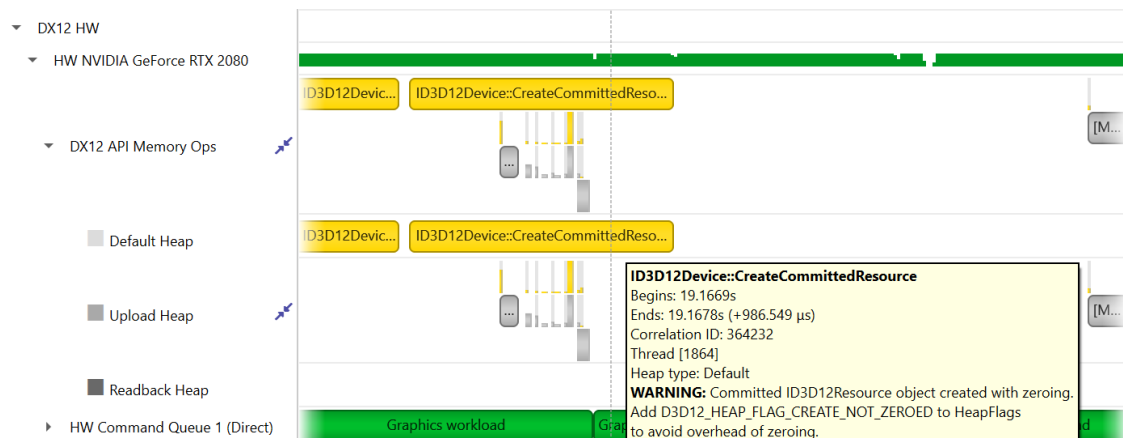 DX12 HW
HW NVIDIA GeForce RTX 2080
ID3D12Devic... ID3D12Device::CreateCommittedReso...
DX12 API Memory Ops
[M...
...
Default Heap
ID3D12Devic... ID3D12Device::CreateCommittedReso...
Upload Heap
...
[M...
Readback Heap
HW Command Queue 1 (Direct)
Graphics workload
ID3D12Device::CreateCommittedResource
Begins: 19.1669s
Ends: 19.1678s (+986.549 µs)
Correlation ID: 364232
Thread [1864]
Heap type: Default
WARNING: Committed ID3D12Resource object created with zeroing.
Add D3D12_HEAP_FLAG_CREATE_NOT_ZEROED to HeapFlags
to avoid overhead of zeroing.